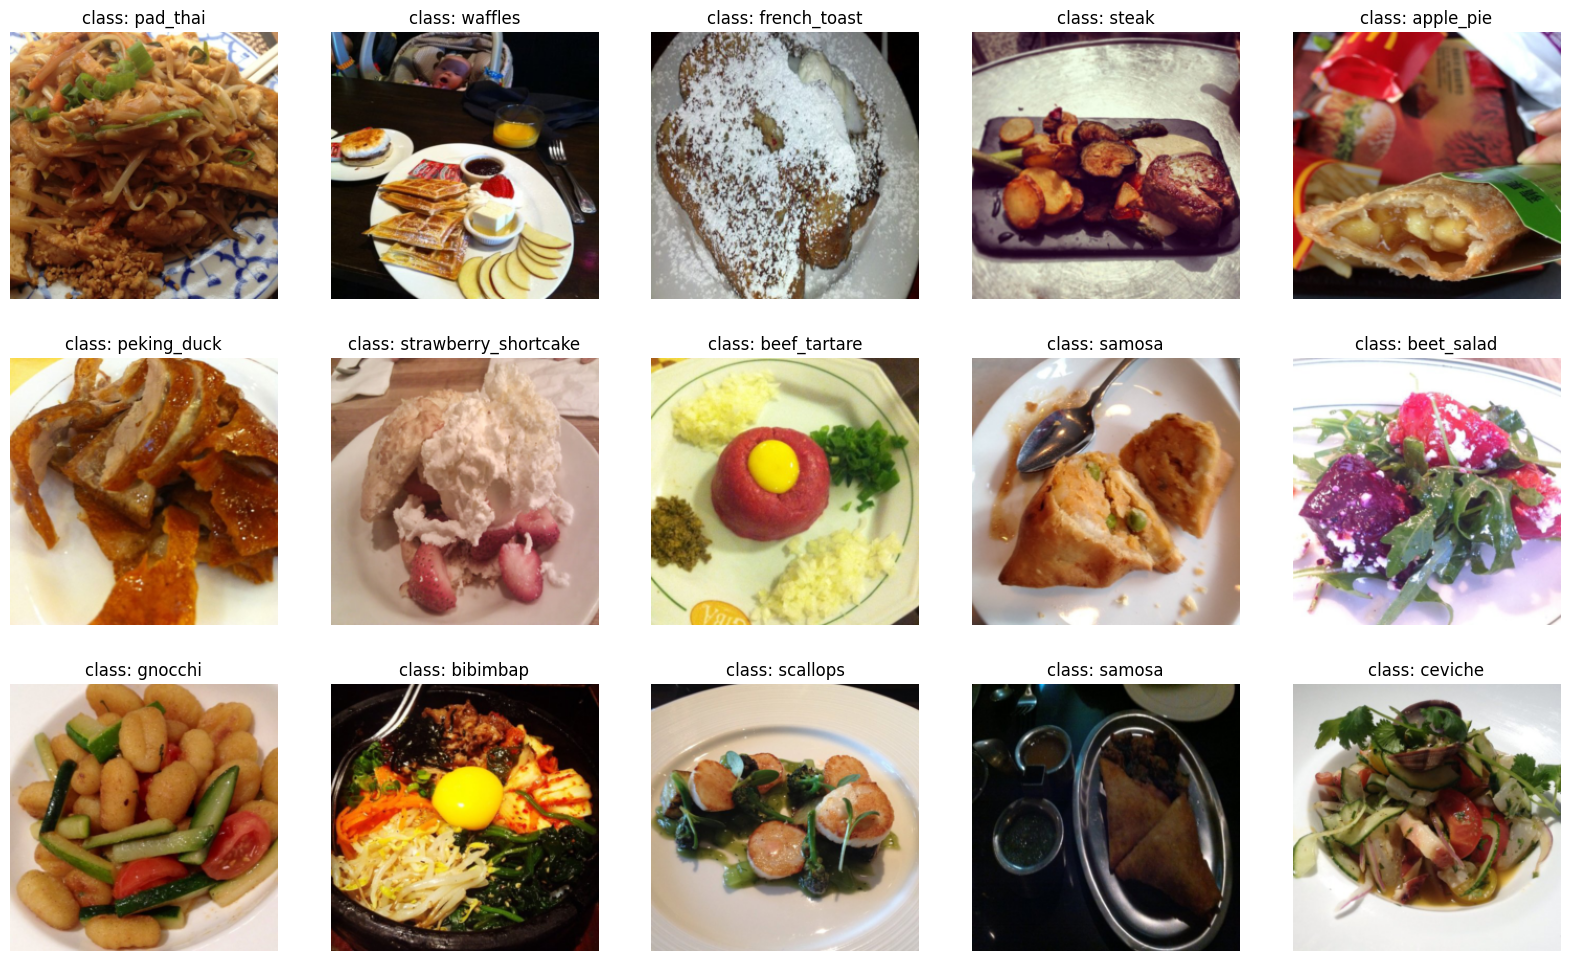 class: pad_thai
class: waffles
class: french_toast
class: steak
class: apple_pie
class: peking_duck
class: strawberry_shortcake
class: beef_tartare
class: samosa
class: beet_salad
class: gnocchi
class: bibimbap
class: scallops
class: samosa
class: ceviche